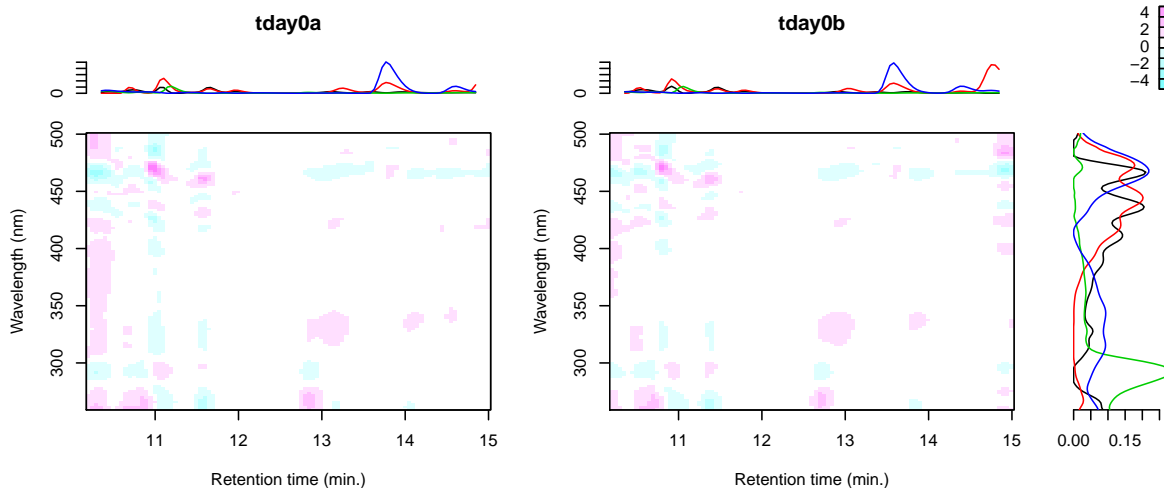 tday0a
tday0b
0
0
4
2
0
−2
−4
500
450
400
350
300
Wavelength (nm)
11 12 13 14 15
Retention time (min.)
500
450
400
350
300
Wavelength (nm)
11 12 13 14 15
Retention time (min.)
0.00 0.15